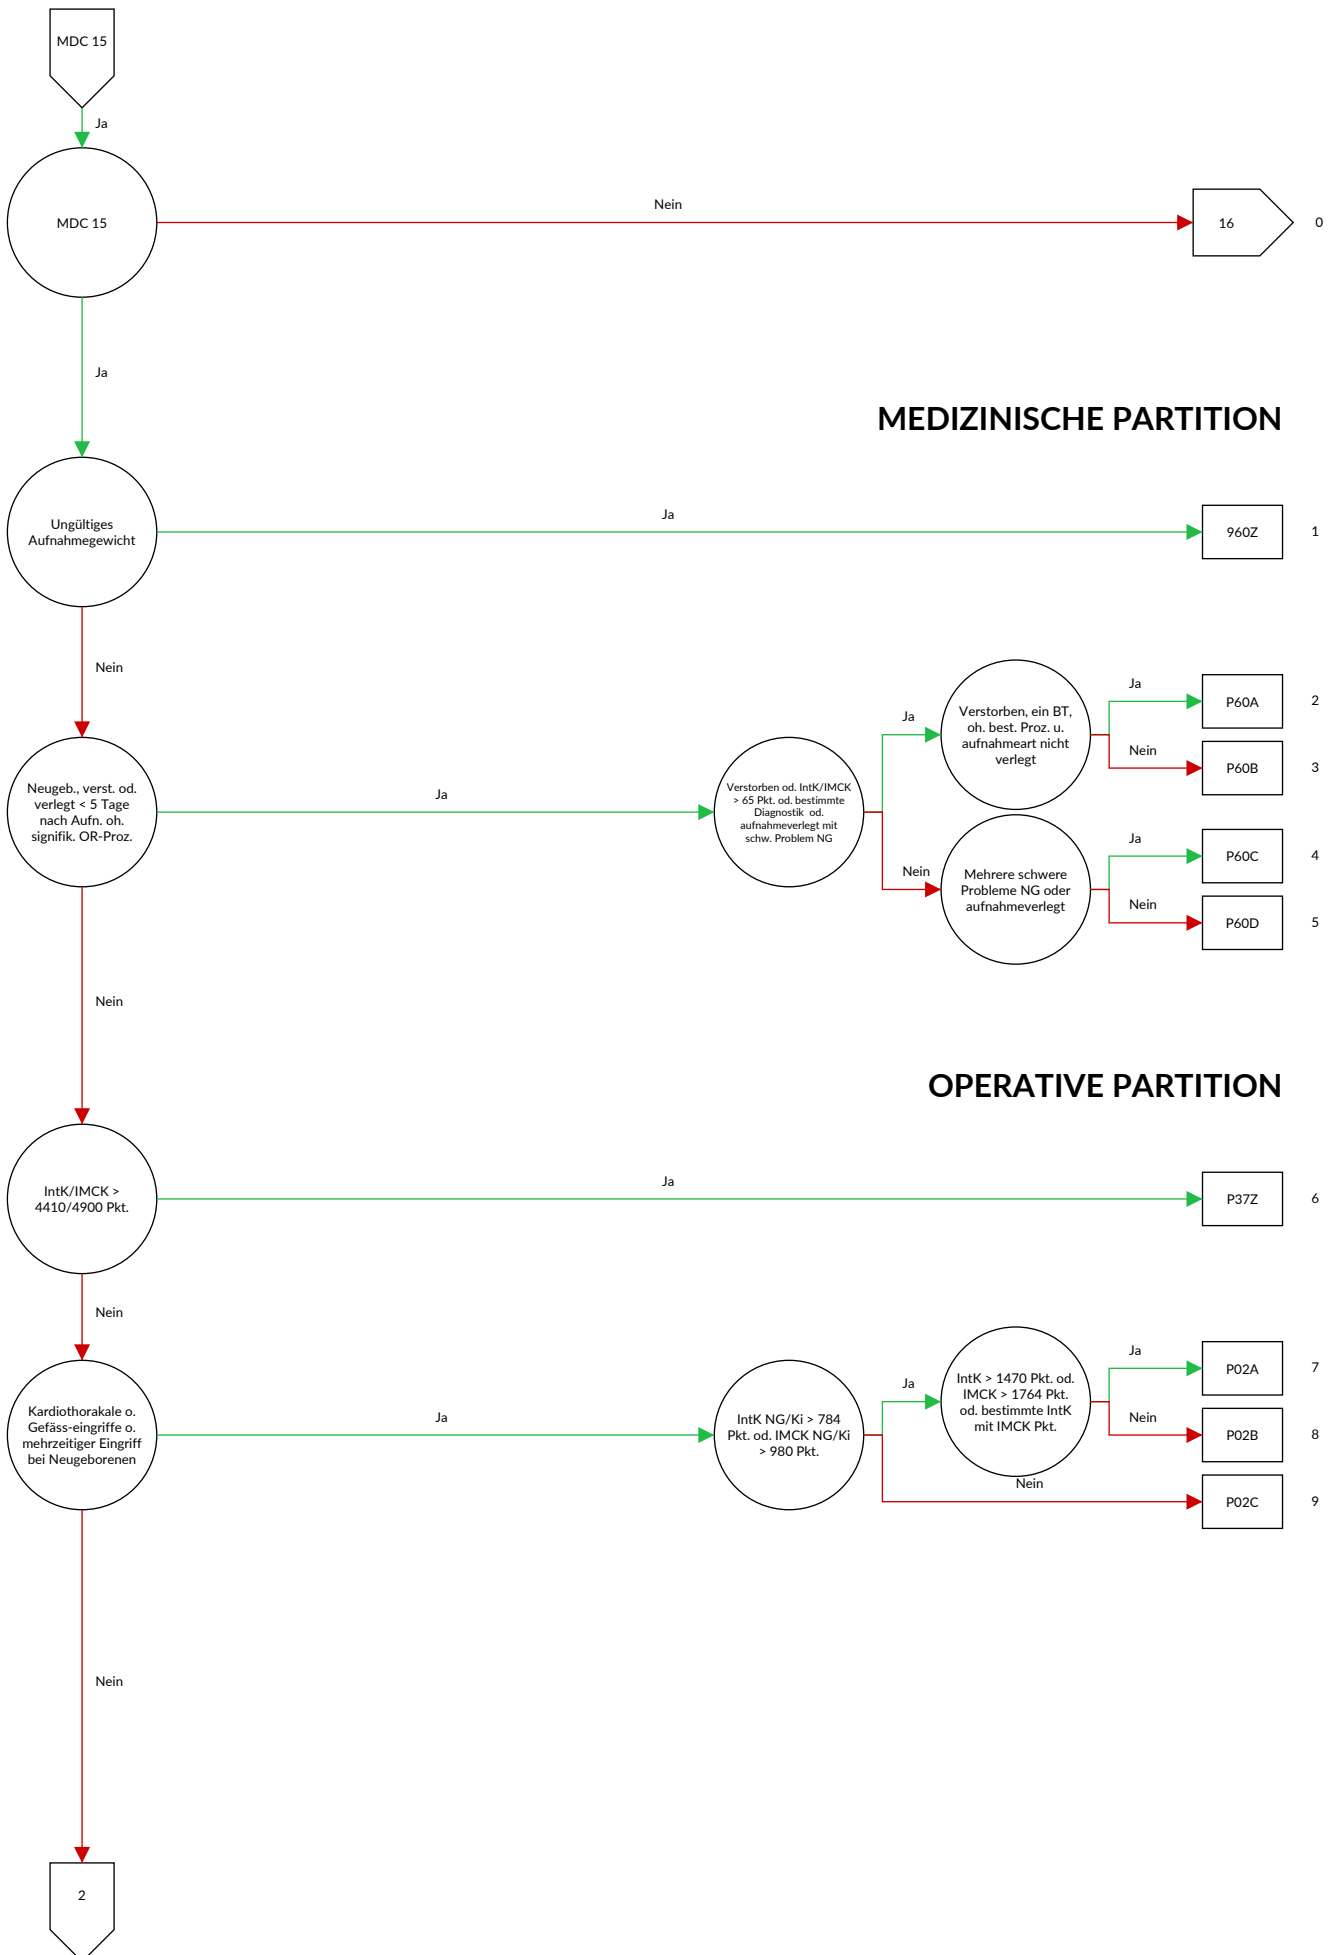 MDC 15
Ja
MDC 15
Nein
16
0
Ja
MEDIZINISCHE PARTITION
Ungültiges
Aufnahmegewicht
Ja
960Z
1
Nein
Neugeb., verst. od.
verlegt < 5 Tage
nach Aufn. oh.
signifik. OR-Proz.
Ja
Verstorben od. IntK/IMCK
> 65 Pkt. od. bestimmte
Diagnostik od.
aufnahmeverlegt mit
schw. Problem NG
Ja
Verstorben, ein BT,
oh. best. Proz. u.
aufnahmeart nicht
verlegt
Ja
P60A
2
Nein
P60B
3
Nein
Mehrere schwere
Probleme NG oder
aufnahmeverlegt
Ja
P60C
4
Nein
P60D
5
Nein
OPERATIVE PARTITION
IntK/IMCK >
4410/4900 Pkt.
Ja
P37Z
6
Nein
Kardiothorakale o.
Gefäss-eingriffe o.
mehrzeitiger Eingriff
bei Neugeborenen
Ja
IntK NG/Ki > 784
Pkt. od. IMCK NG/Ki
> 980 Pkt.
Ja
IntK > 1470 Pkt. od.
IMCK > 1764 Pkt.
od. bestimmte IntK
mit IMCK Pkt.
Ja
P02A
7
Nein
P02B
8
Nein
P02C
9
Nein
2